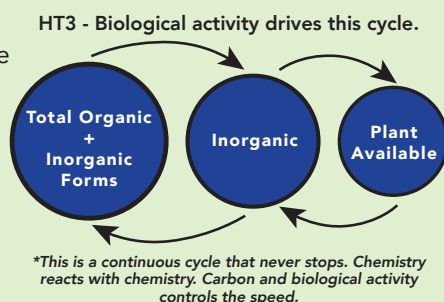 HT3 - Biological activity drives this cycle.
e
Total Organic
+
Inorganic
Forms
Inorganic
Plant
Available
*This is a continuous cycle that never stops. Chemistry
reacts with chemistry. Carbon and biological activity
controls the speed.